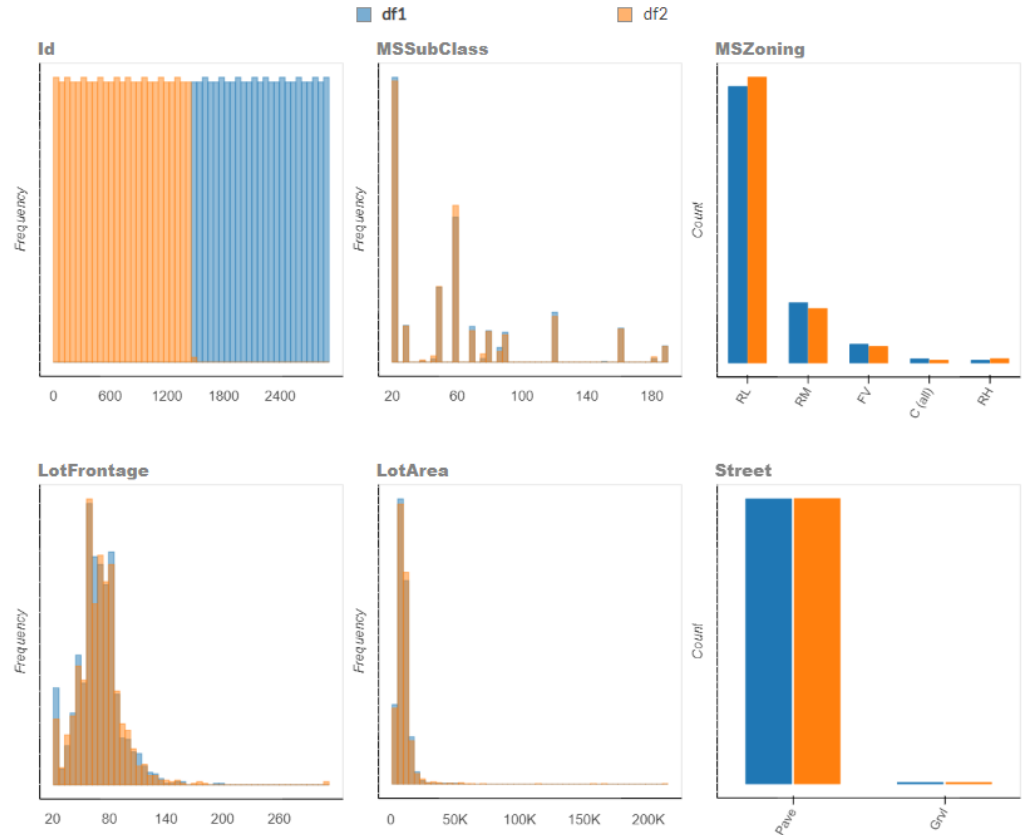 df1 df2
Id MSSubClass MSZoning
Frequency Frequency Count
0 600 1200 1800 2400 20 60 100 140 180 RL RM FV C (all) RH
LotFrontage LotArea Street
Frequency Frequency Count
20 80 140 200 260 0 50K 100K 150K 200K Pave Grvl